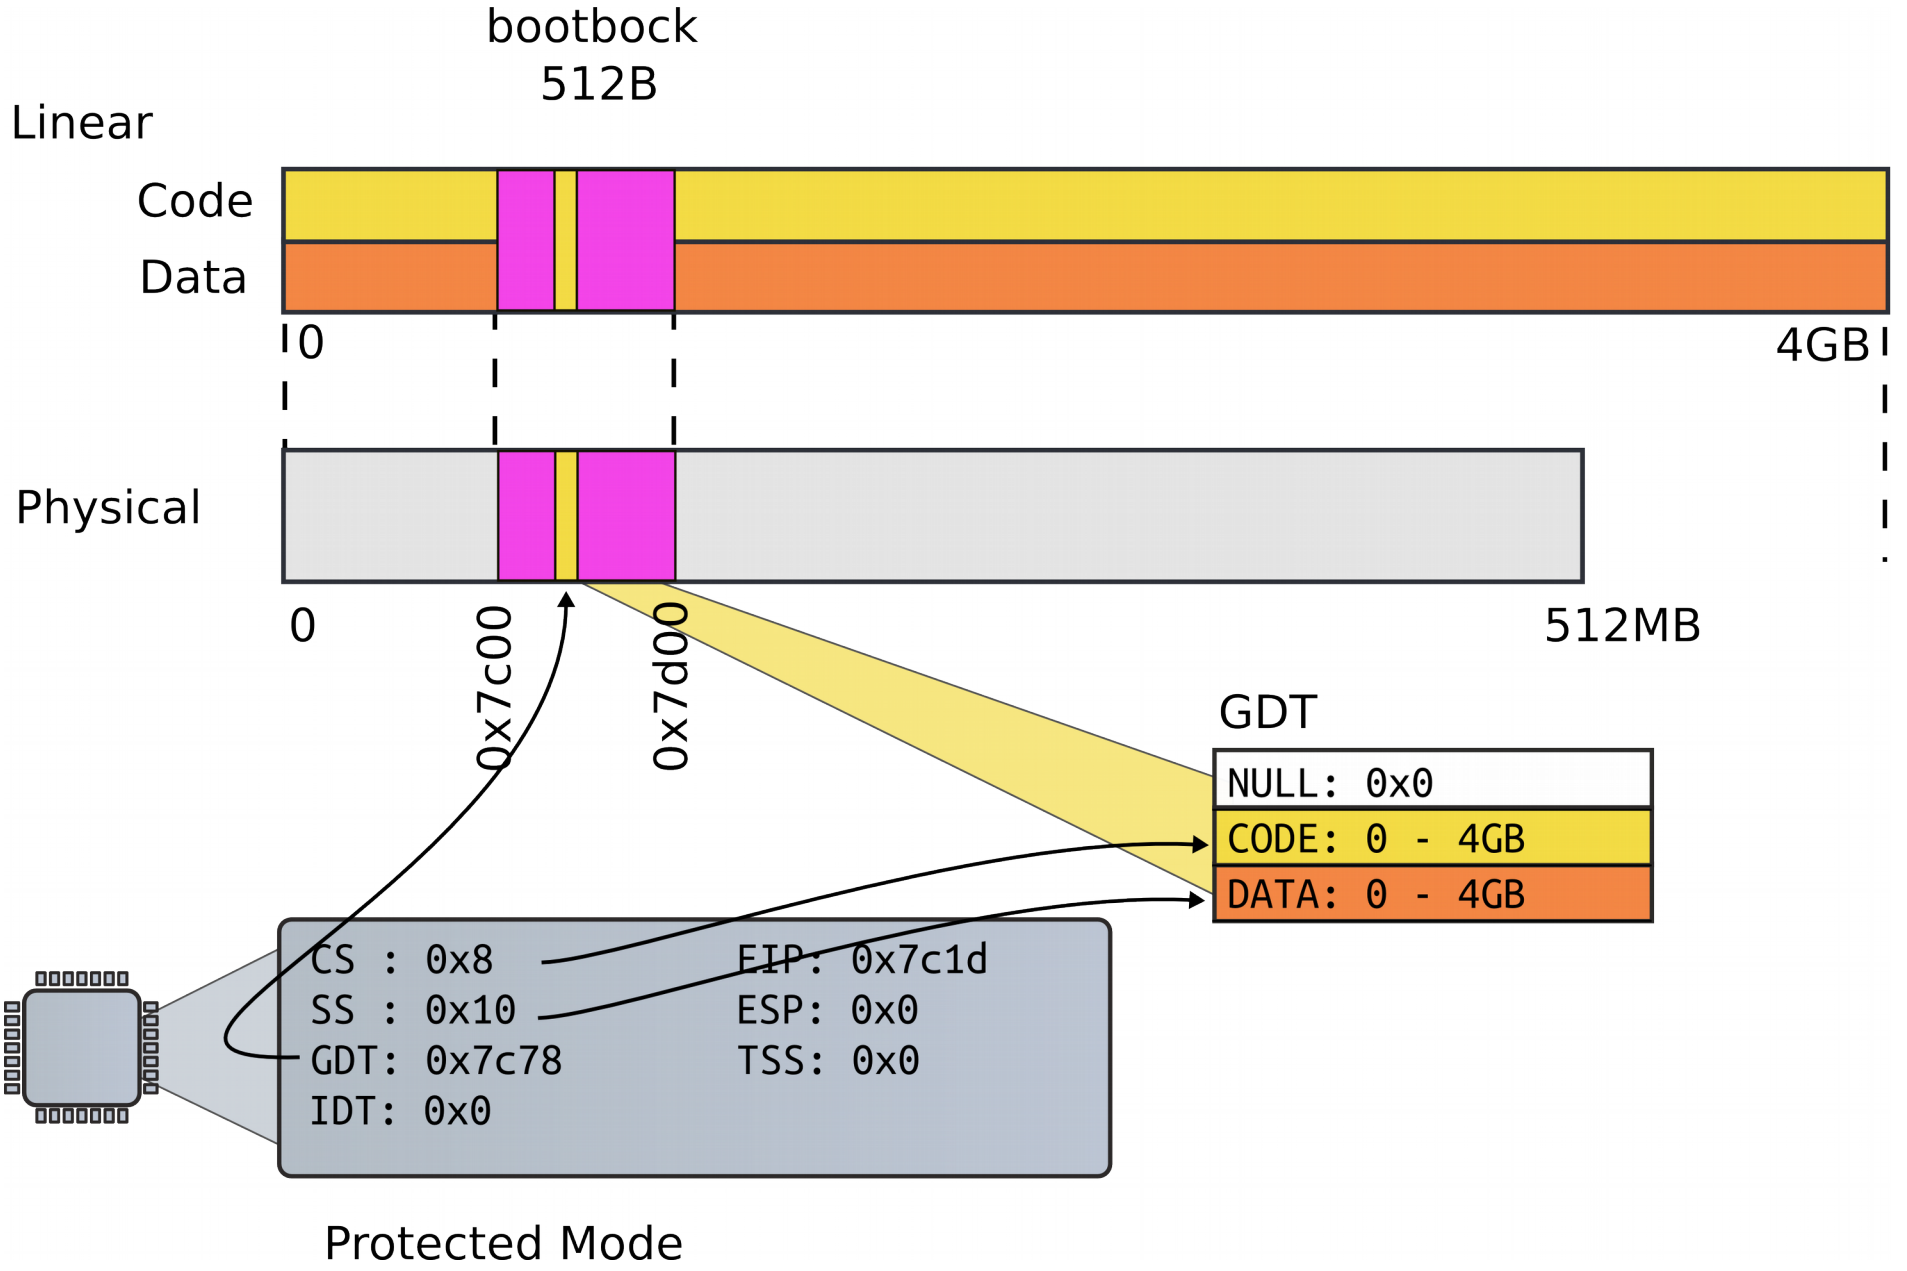 bootbock
512B
Linear
Code
Data
0
4GB
Physical
0
0x7c00
0x7d00
512MB
GDT
NULL: 0x0
CODE: 0 - 4GB
DATA: 0 - 4GB
CS : 0x8
EIP: 0x7c1d
SS : 0x10
ESP: 0x0
GDT: 0x7c78
TSS: 0x0
IDT: 0x0
Protected Mode